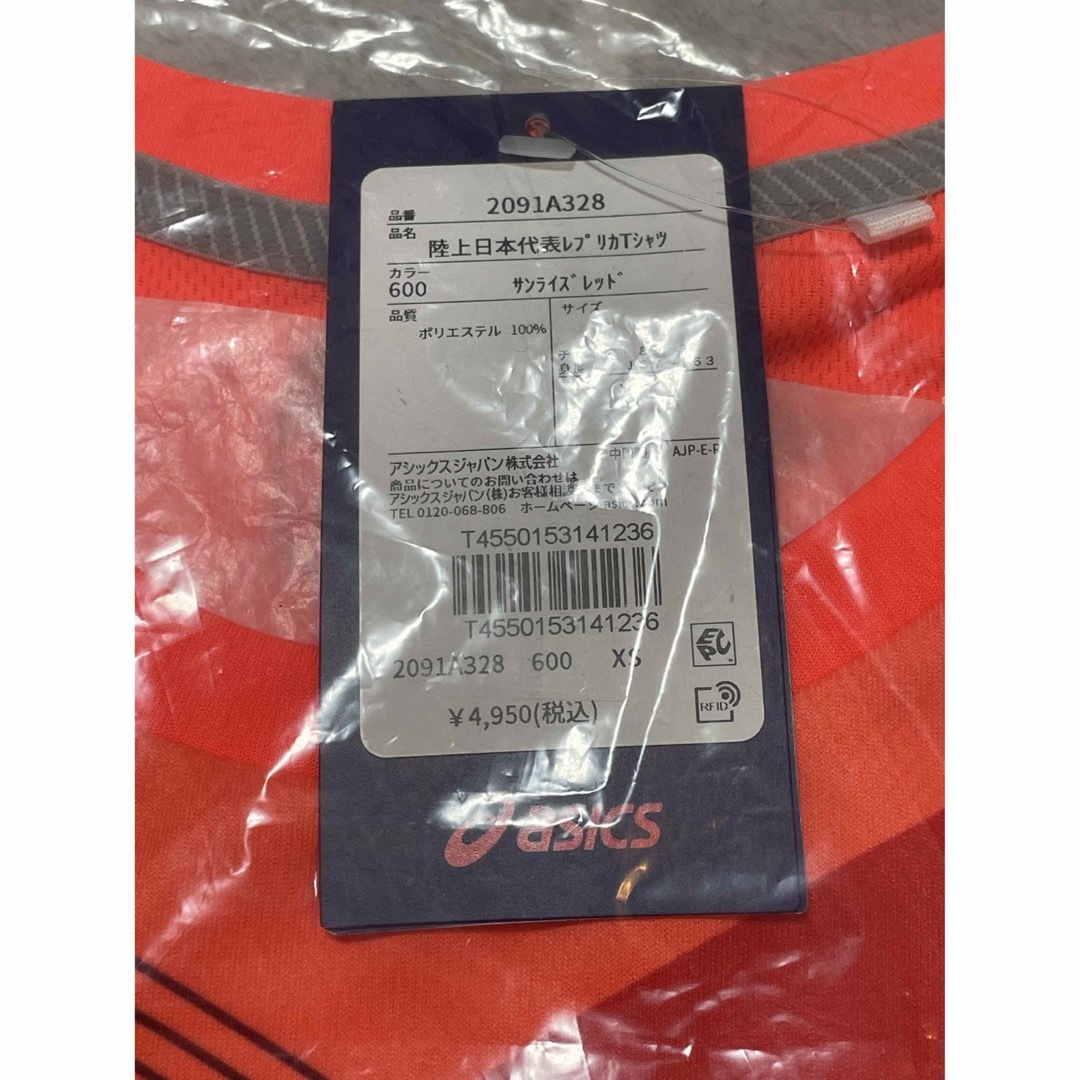 品番 2091A328
品名 陸上日本代表ﾚﾌﾟﾘｶTｼｬﾂ
カラー
600 ｻﾝﾗｲｽﾞﾚｯﾄﾞ
品質 サイズ
ポリエステル 100%
アシックスジャパン株式会社 AJP-E-R
商品についてのお問い合わせは
アシックスジャパン(株)お客様相談
TEL 0120-068-806 ホームページ
T4550153141236
T4550153141236
2091A328 600 XS
EPC
RFID
￥4,950(税込)
asics